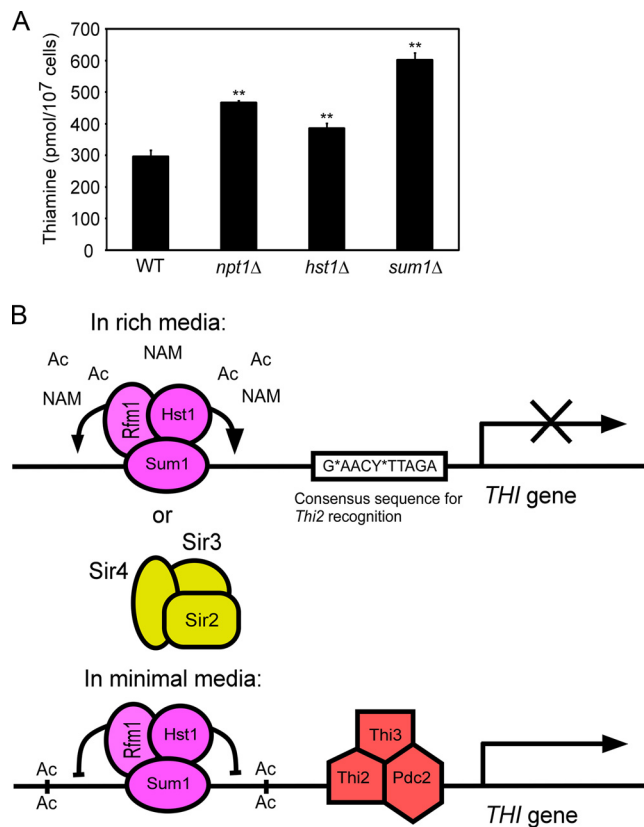 A
Thiamine (pmol/10⁷ cells)
700
600
500
400
300
200
100
0
**
**
**
WT
npt1Δ
hst1Δ
sum1Δ
B
In rich media:
Ac
NAM
Ac
Ac
Ac
NAM
NAM
Rfm1
Hst1
Sum1
G*AACY*TTAGA
Consensus sequence for
Thi2 recognition
THI gene
or
Sir3
Sir4
Sir2
In minimal media:
Rfm1
Hst1
Sum1
Ac
Ac
Ac
Ac
Thi3
Thi2
Pdc2
THI gene